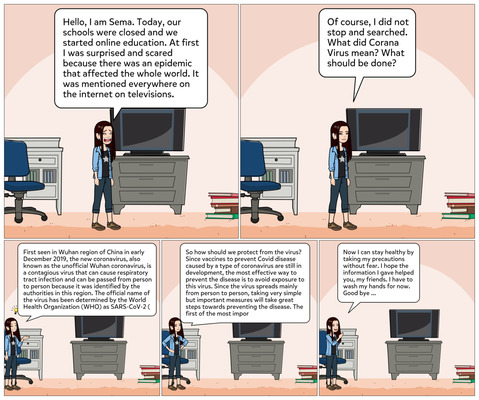 Hello, I am Sema. Today, our
schools were closed and we
started online education. At first
I was surprised and scared
because there was an epidemic
that affected the whole world. It
was mentioned everywhere on
the internet on televisions.
Of course, I did not
stop and searched.
What did Corana
Virus mean? What
should be done?
First seen in Wuhan region of China in early
December 2019, the new coronavirus, also
known as the unofficial Wuhan coronavirus, is
a contagious virus that can cause respiratory
tract infection and can be passed from person
to person because it was identified by the
authorities in this region. The official name of
the virus has been determined by the World
Health Organization (WHO) as SARS-CoV-2 (
So how should we protect from the virus?
Since vaccines to prevent Covid disease
caused by a type of coronavirus are still in
development, the most effective way to
prevent the disease is to avoid exposure to
this virus. Since the virus spreads mainly
from person to person, taking very simple
but important measures will take great
steps towards preventing the disease. The
first of the most impor
Now I can stay healthy by
taking my precautions
without fear. i hope the
information I gave helped
you, my friends. I have to
wash my hands for now.
Good bye ...